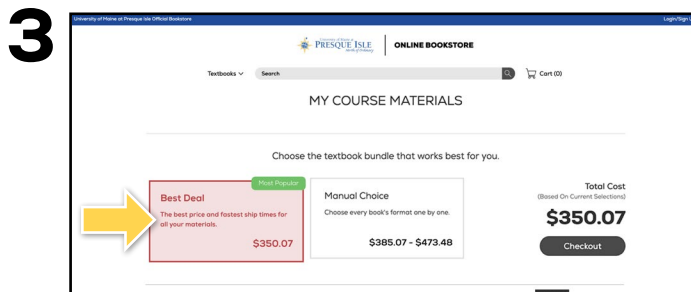 3
University of Maine at Presque Isle Official Bookstore
Login/Sign
University of Maine at
PRESQUE ISLE
ONLINE BOOKSTORE
Textbooks
Search
Cart (0)
MY COURSE MATERIALS
Choose the textbook bundle that works best for you.
Most Popular
Best Deal
The best price and fastest ship times for
all your materials.
$350.07
Manual Choice
Choose every book's format one by one.
$385.07 - $473.48
Total Cost
(Based On Current Selections)
$350.07
Checkout